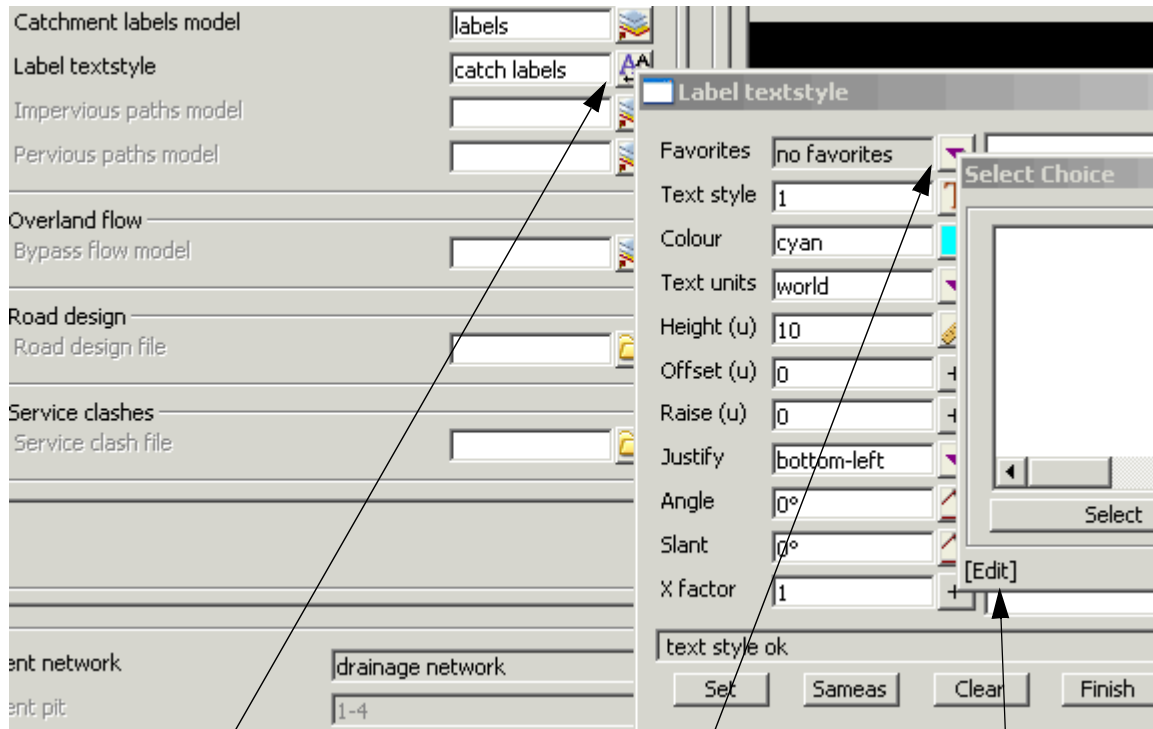 Catchment labels model labels
Label textstyle catch labels
Impervious paths model
Pervious paths model
Overland flow
Bypass flow model
Road design
Road design file
Service clashes
Service clash file
ent network drainage network
ent pit 1-4
Label textstyle
Favorites no favorites
Text style 1
Colour cyan
Text units world
Height (u) 10
Offset (u) 0
Raise (u) 0
Justify bottom-left
Angle 0°
Slant 0°
X factor 1
text style ok
Set Sameas Clear Finish
Select Choice
Select
[Edit]